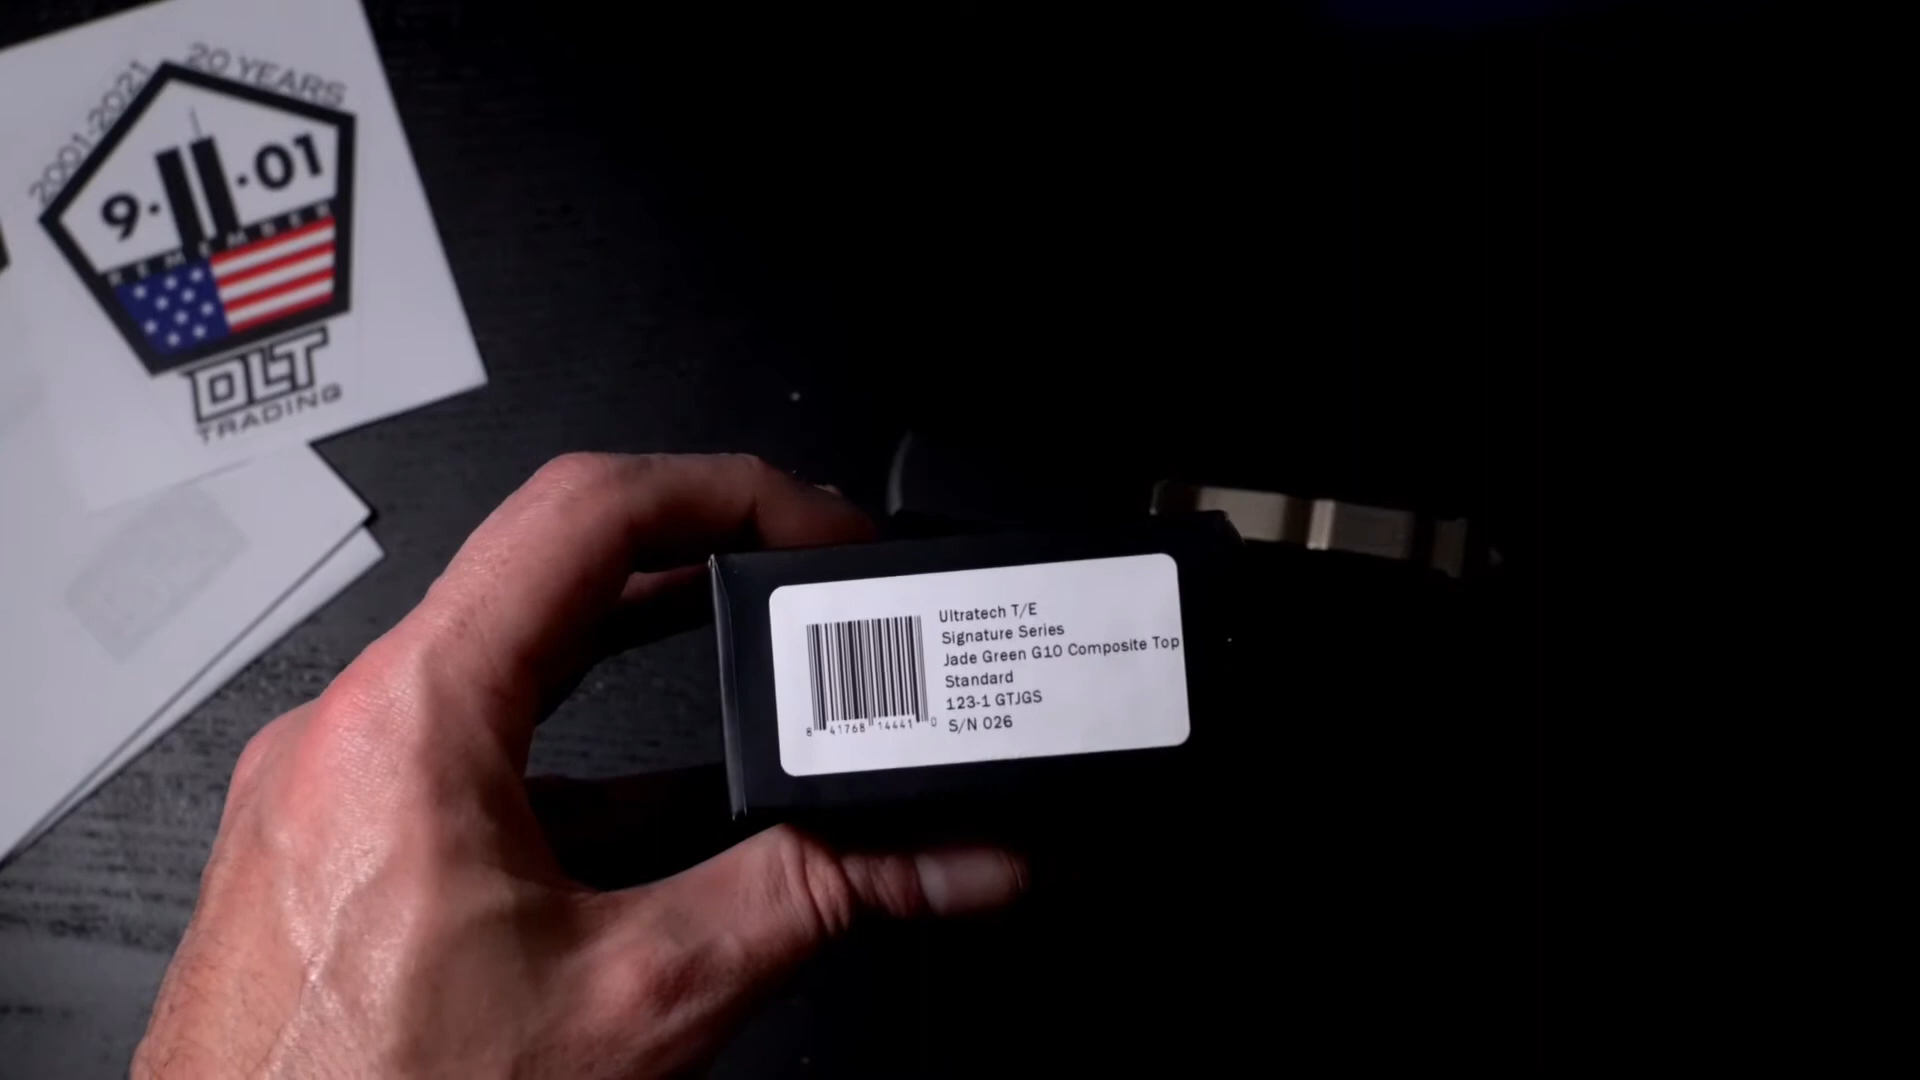 2001-2021 20 YEARS
9·11·01
REMEMBER
DLT
TRADING
Ultratech T/E
Signature Series
Jade Green G10 Composite Top
Standard
123-1 GTJGS
S/N 026
8 41768 14441 0